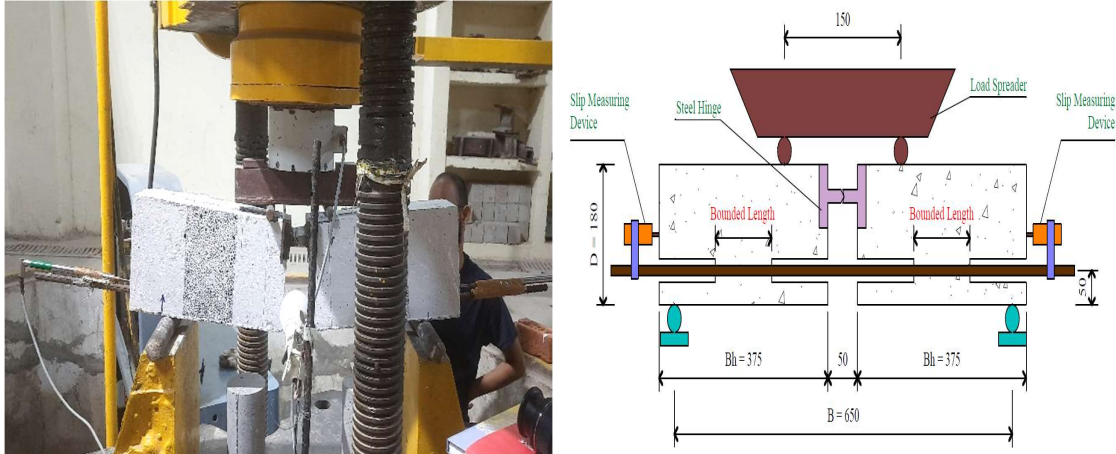 150
Slip Measuring
Device
Steel Hinge
Load Spreader
Slip Measuring
Device
Bounded Length
Bounded Length
D = 180
50
Bh = 375
50
Bh = 375
B = 650